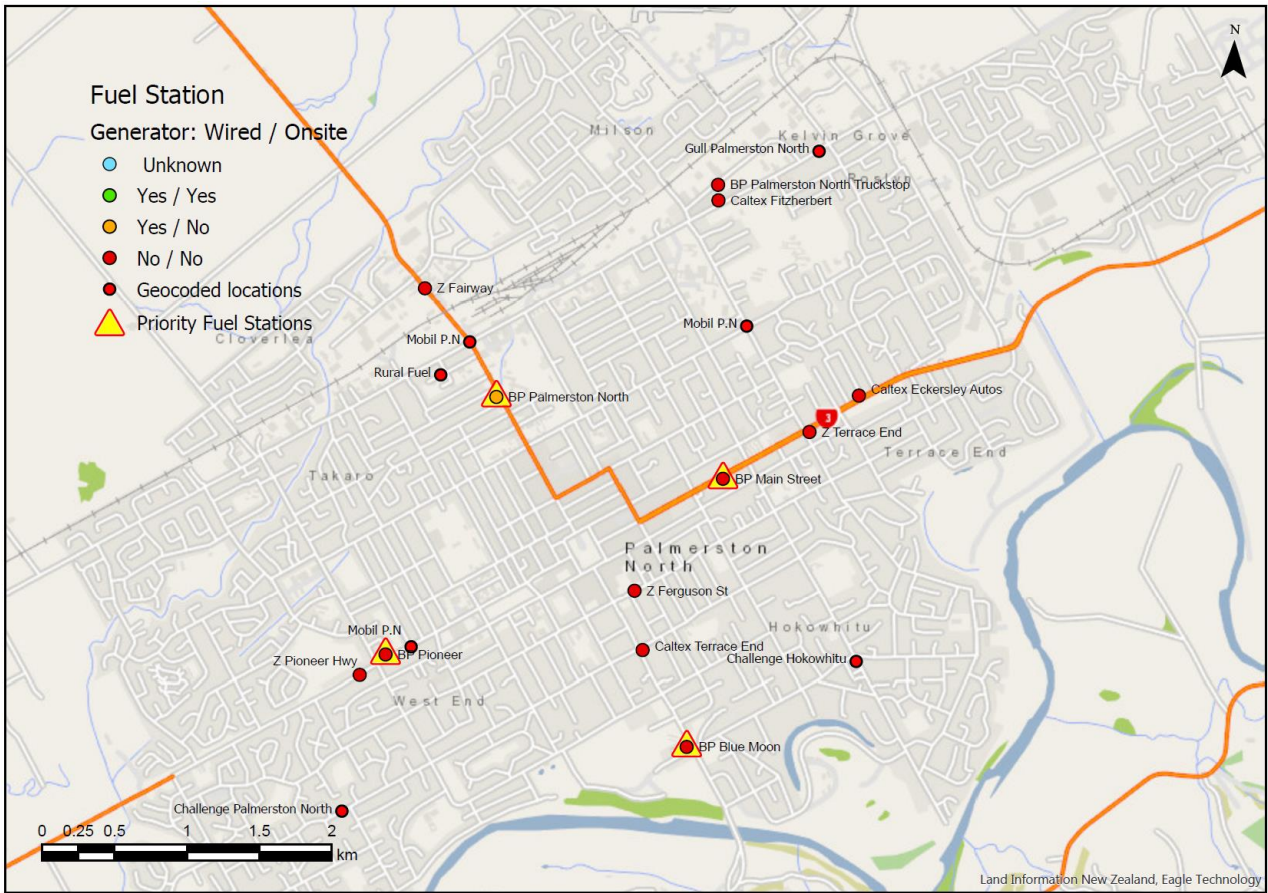 N
Fuel Station
Generator: Wired / Onsite
Unknown
Yes / Yes
Yes / No
No / No
Geocoded locations
Priority Fuel Stations
Milson
Kelvin Grove
Gull Palmerston North
Roslyn
BP Palmerston North Truckstop
Caltex Fitzherbert
Z Fairway
Mobil P.N
Mobil P.N
Cloverlea
Rural Fuel
BP Palmerston North
Caltex Eckersley Autos
3
Z Terrace End
Terrace End
Takaro
BP Main Street
Palmerston
North
Z Ferguson St
Hokowhitu
Mobil P.N
BP Pioneer
Caltex Terrace End
Z Pioneer Hwy
Challenge Hokowhitu
West End
BP Blue Moon
Challenge Palmerston North
0 0.25 0.5 1 1.5 2
km
Land Information New Zealand, Eagle Technology